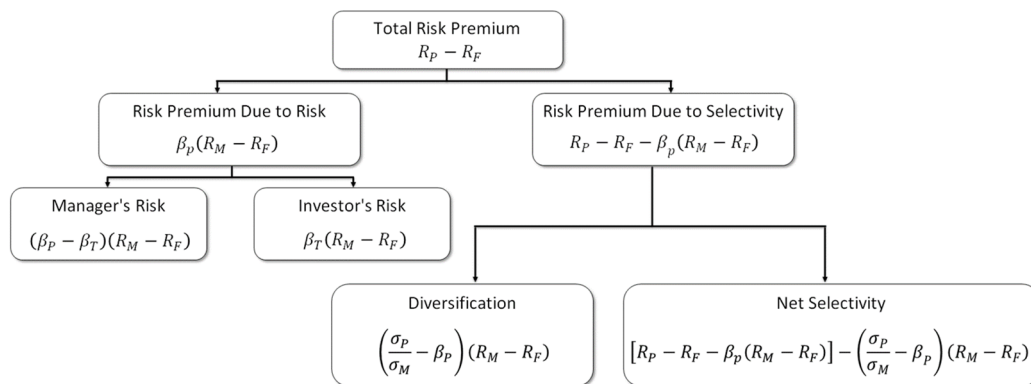 Total Risk Premium
R_P − R_F
Risk Premium Due to Risk
β_p(R_M − R_F)
Risk Premium Due to Selectivity
R_P − R_F − β_p(R_M − R_F)
Manager's Risk
(β_P − β_T)(R_M − R_F)
Investor's Risk
β_T(R_M − R_F)
Diversification
(σ_P/σ_M − β_P)(R_M − R_F)
Net Selectivity
[R_P − R_F − β_p(R_M − R_F)] − (σ_P/σ_M − β_P)(R_M − R_F)